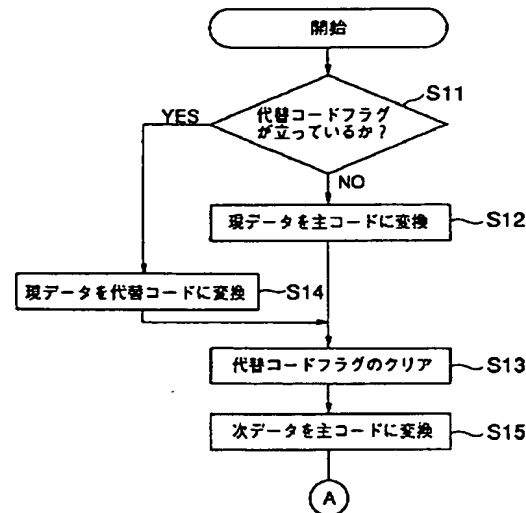 開始
代替コードフラグ
が立っているか?
S11
YES
NO
現データを主コードに変換
S12
現データを代替コードに変換
S14
代替コードフラグのクリア
S13
次データを主コードに変換
S15
A